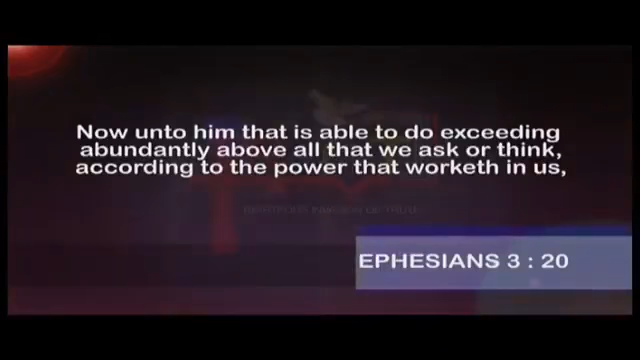 Now unto him that is able to do exceeding
abundantly above all that we ask or think,
according to the power that worketh in us,
EPHESIANS 3 : 20